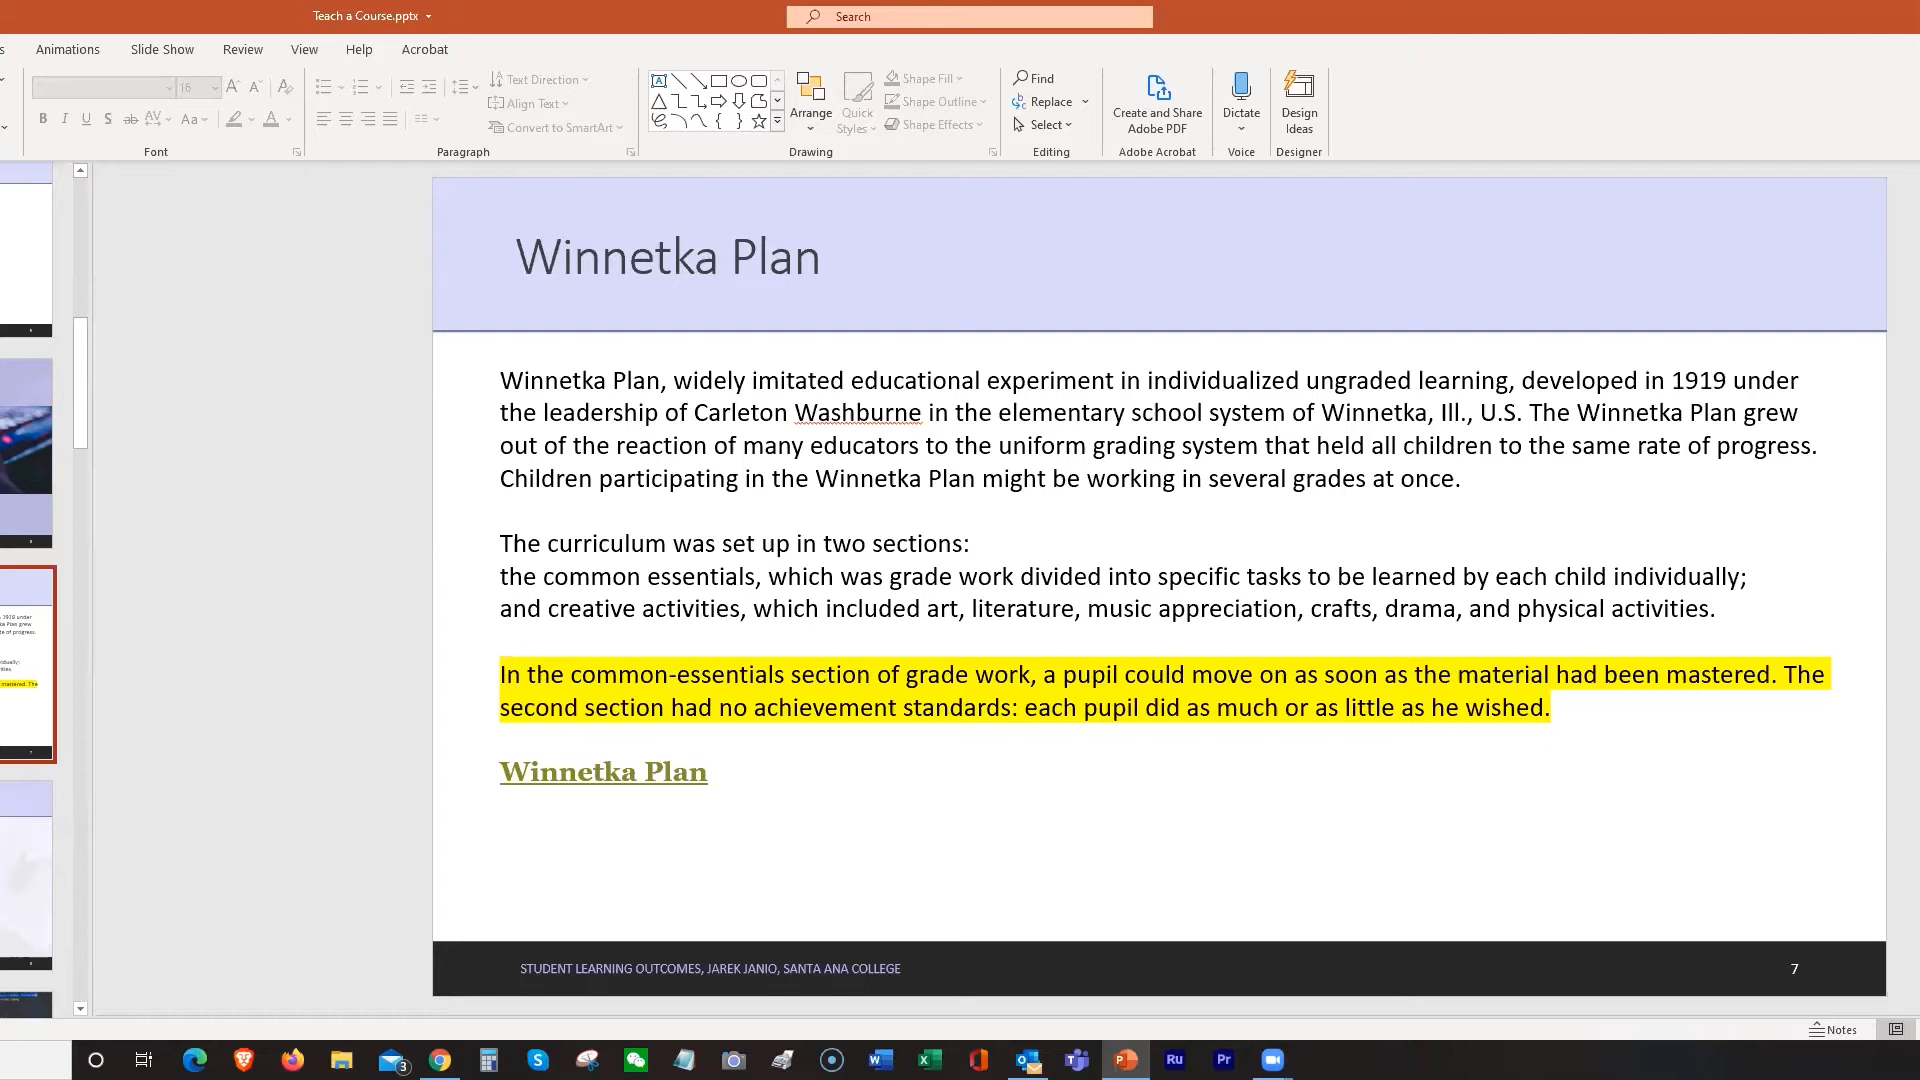 Teach a Course.pptx
Search
s Animations Slide Show Review View Help Acrobat
16
Text Direction
Align Text
Convert to SmartArt
Arrange
Quick Styles
Shape Fill
Shape Outline
Shape Effects
Find
Replace
Select
Create and Share Adobe PDF
Dictate
Design Ideas
Font
Paragraph
Drawing
Editing
Adobe Acrobat
Voice
Designer
Winnetka Plan
Winnetka Plan, widely imitated educational experiment in individualized ungraded learning, developed in 1919 under
the leadership of Carleton Washburne in the elementary school system of Winnetka, Ill., U.S. The Winnetka Plan grew
out of the reaction of many educators to the uniform grading system that held all children to the same rate of progress.
Children participating in the Winnetka Plan might be working in several grades at once.
The curriculum was set up in two sections:
the common essentials, which was grade work divided into specific tasks to be learned by each child individually;
and creative activities, which included art, literature, music appreciation, crafts, drama, and physical activities.
In the common-essentials section of grade work, a pupil could move on as soon as the material had been mastered. The
second section had no achievement standards: each pupil did as much or as little as he wished.
Winnetka Plan
STUDENT LEARNING OUTCOMES, JAREK JANIO, SANTA ANA COLLEGE
7
Notes
3
Ru
Pr